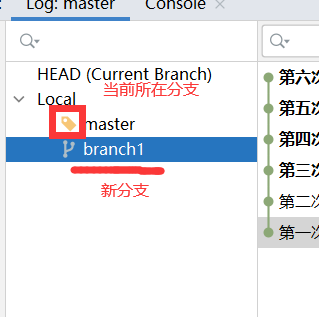 Log: master
Console
HEAD (Current Branch)
当前所在分支
Local
master
branch1
新分支
第六次
第五次
第四次
第三次
第二次
第一次